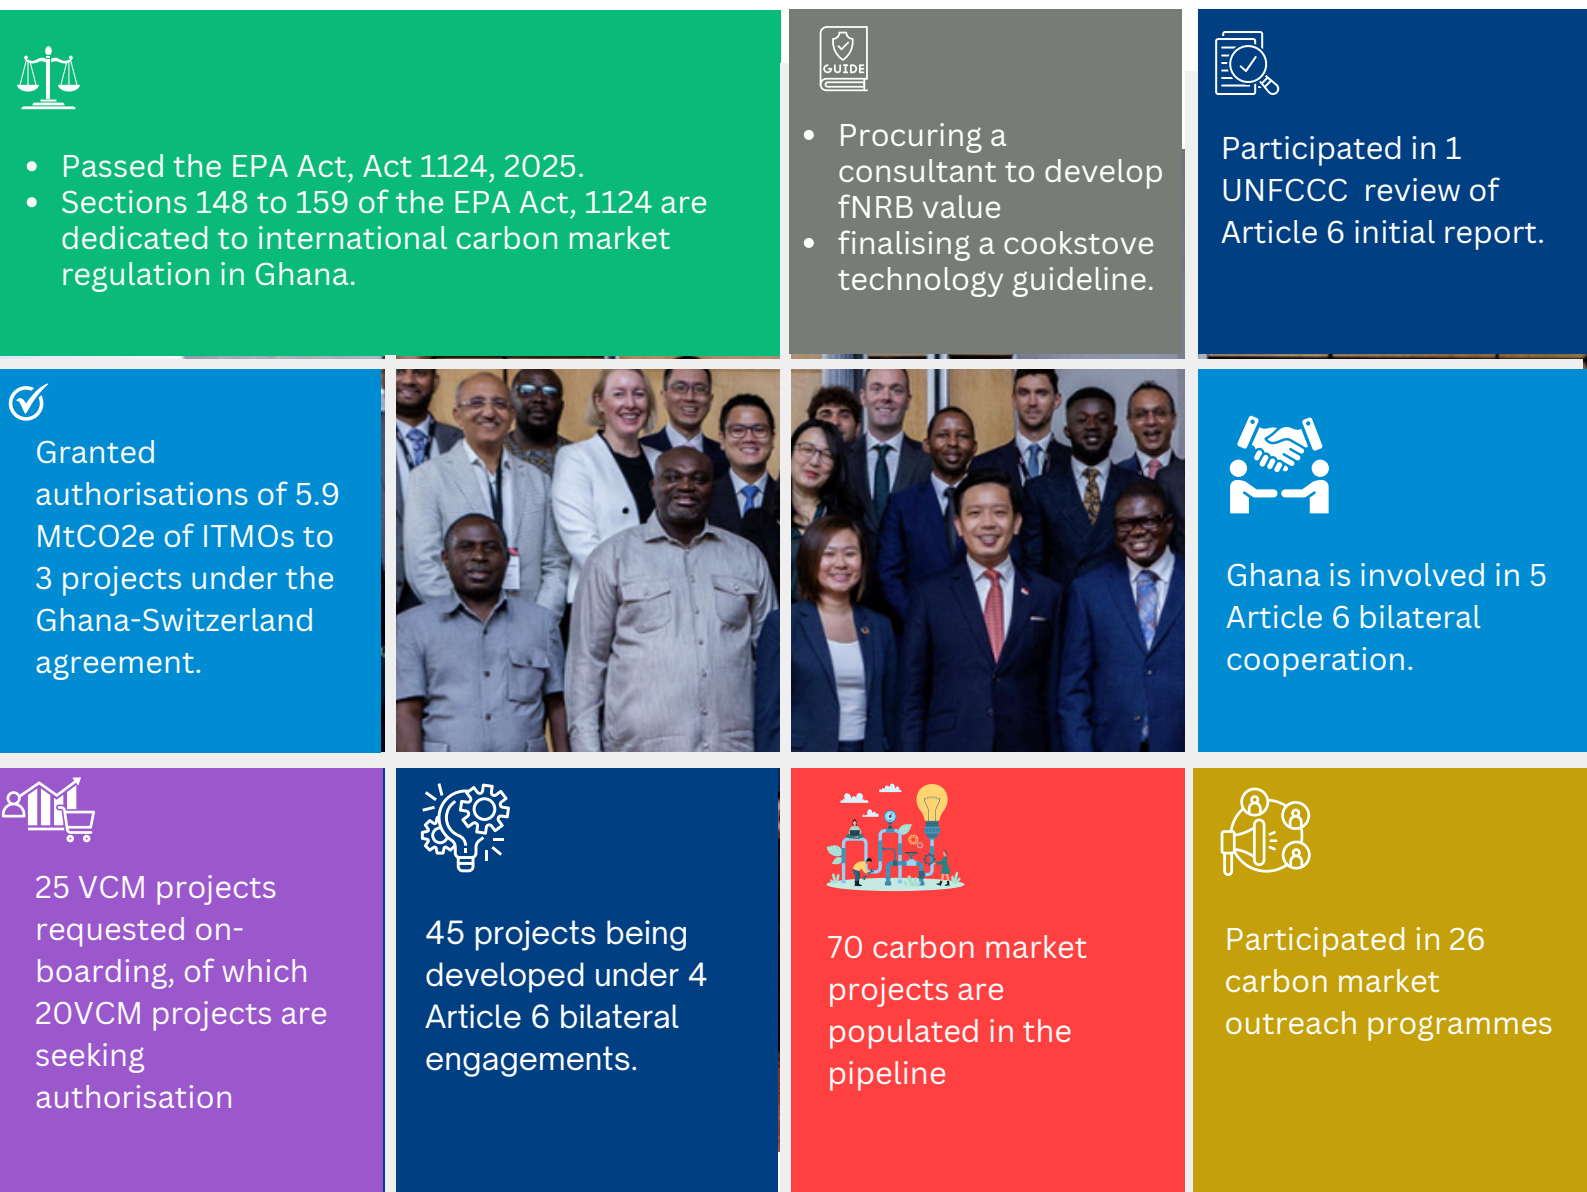 Passed the EPA Act, Act 1124, 2025.
Sections 148 to 159 of the EPA Act, 1124 are
dedicated to international carbon market
regulation in Ghana.
GUIDE
Procuring a
consultant to develop
fNRB value
finalising a cookstove
technology guideline.
Participated in 1
UNFCCC review of
Article 6 initial report.
Granted
authorisations of 5.9
MtCO2e of ITMOs to
3 projects under the
Ghana-Switzerland
agreement.
Ghana is involved in 5
Article 6 bilateral
cooperation.
25 VCM projects
requested on-
boarding, of which
20VCM projects are
seeking
authorisation
45 projects being
developed under 4
Article 6 bilateral
engagements.
70 carbon market
projects are
populated in the
pipeline
Participated in 26
carbon market
outreach programmes